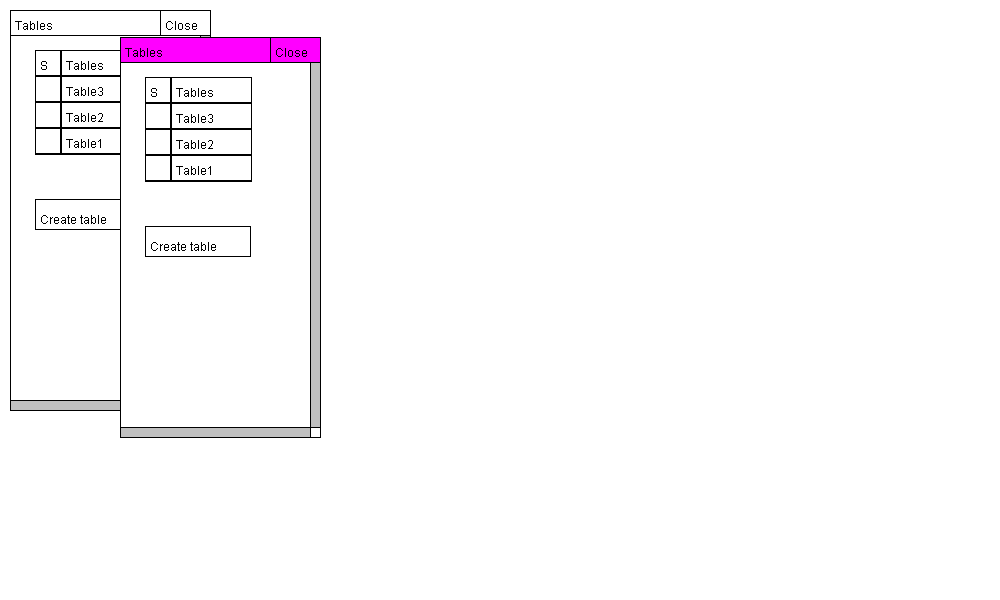 Tables Close
S Tables
Table3
Table2
Table1
Create table
Tables Close
S Tables
Table3
Table2
Table1
Create table